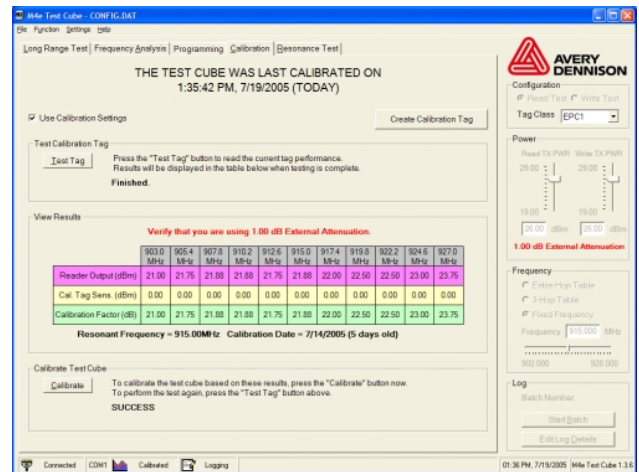 M4e Test Cube - CONFIG.DAT
File Function Settings Help
Long Range Test Frequency Analysis Programming Calibration Resonance Test
THE TEST CUBE WAS LAST CALIBRATED ON
1:35:42 PM, 7/19/2005 (TODAY)
Use Calibration Settings
Create Calibration Tag
Test Calibration Tag
Test Tag
Press the "Test Tag" button to read the current tag performance.
Results will be displayed in the table below when testing is complete.
Finished.
View Results
Verify that you are using 1.00 dB External Attenuation.
903.0 MHz 905.4 MHz 907.8 MHz 910.2 MHz 912.6 MHz 915.0 MHz 917.4 MHz 919.8 MHz 922.2 MHz 924.6 MHz 927.0 MHz
Reader Output (dBm) 21.00 21.75 21.88 21.88 21.88 21.88 22.00 22.50 22.50 23.00 23.75
Cal. Tag Sens. (dBm) 0.00 0.00 0.00 0.00 0.00 0.00 0.00 0.00 0.00 0.00 0.00
Calibration Factor (dB) 21.00 21.75 21.88 21.88 21.88 21.88 22.00 22.50 22.50 23.00 23.75
Resonant Frequency = 915.00MHz Calibration Date = 7/14/2005 (5 days old)
Calibrate Test Cube
Calibrate
To calibrate the test cube based on these results, press the "Calibrate" button now.
To perform the test again, press the "Test Tag" button above.
SUCCESS
AVERY
DENNISON
Configuration
Read Test Write Test
Tag Class EPC1
Power
Read TX PWR Write TX PWR
29.00 29.00
19.00 19.00
26.00 dBm 26.00 dBm
1.00 dB External Attenuation
Frequency
Entire Hop Table
3-Hop Table
Fixed Frequency
Frequency 915.000 MHz
902.000 928.000
Log
Batch Number:
Start Batch
Edit Log Details
Connected COM1 Calibrated Logging
01:36 PM, 7/19/2005 M4e Test Cube 1.3.6